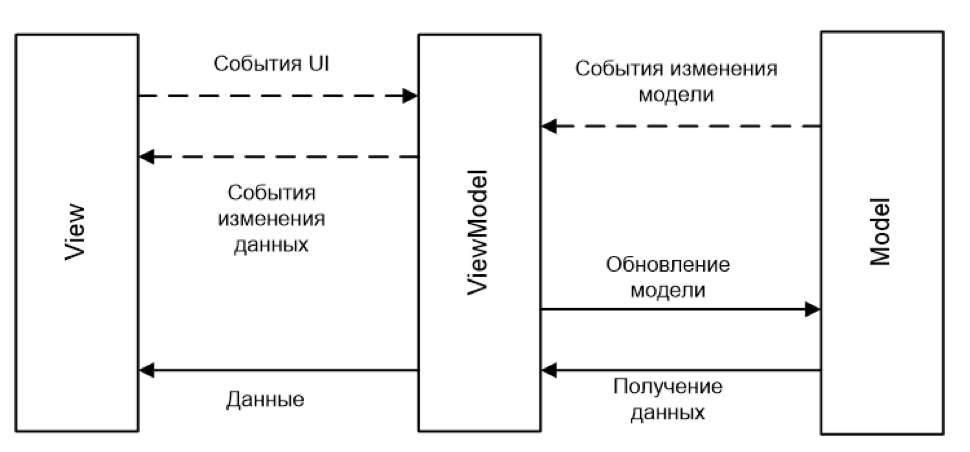 View
События UI
События
изменения
данных
Данные
ViewModel
События изменения
модели
Обновление
модели
Получение
данных
Model